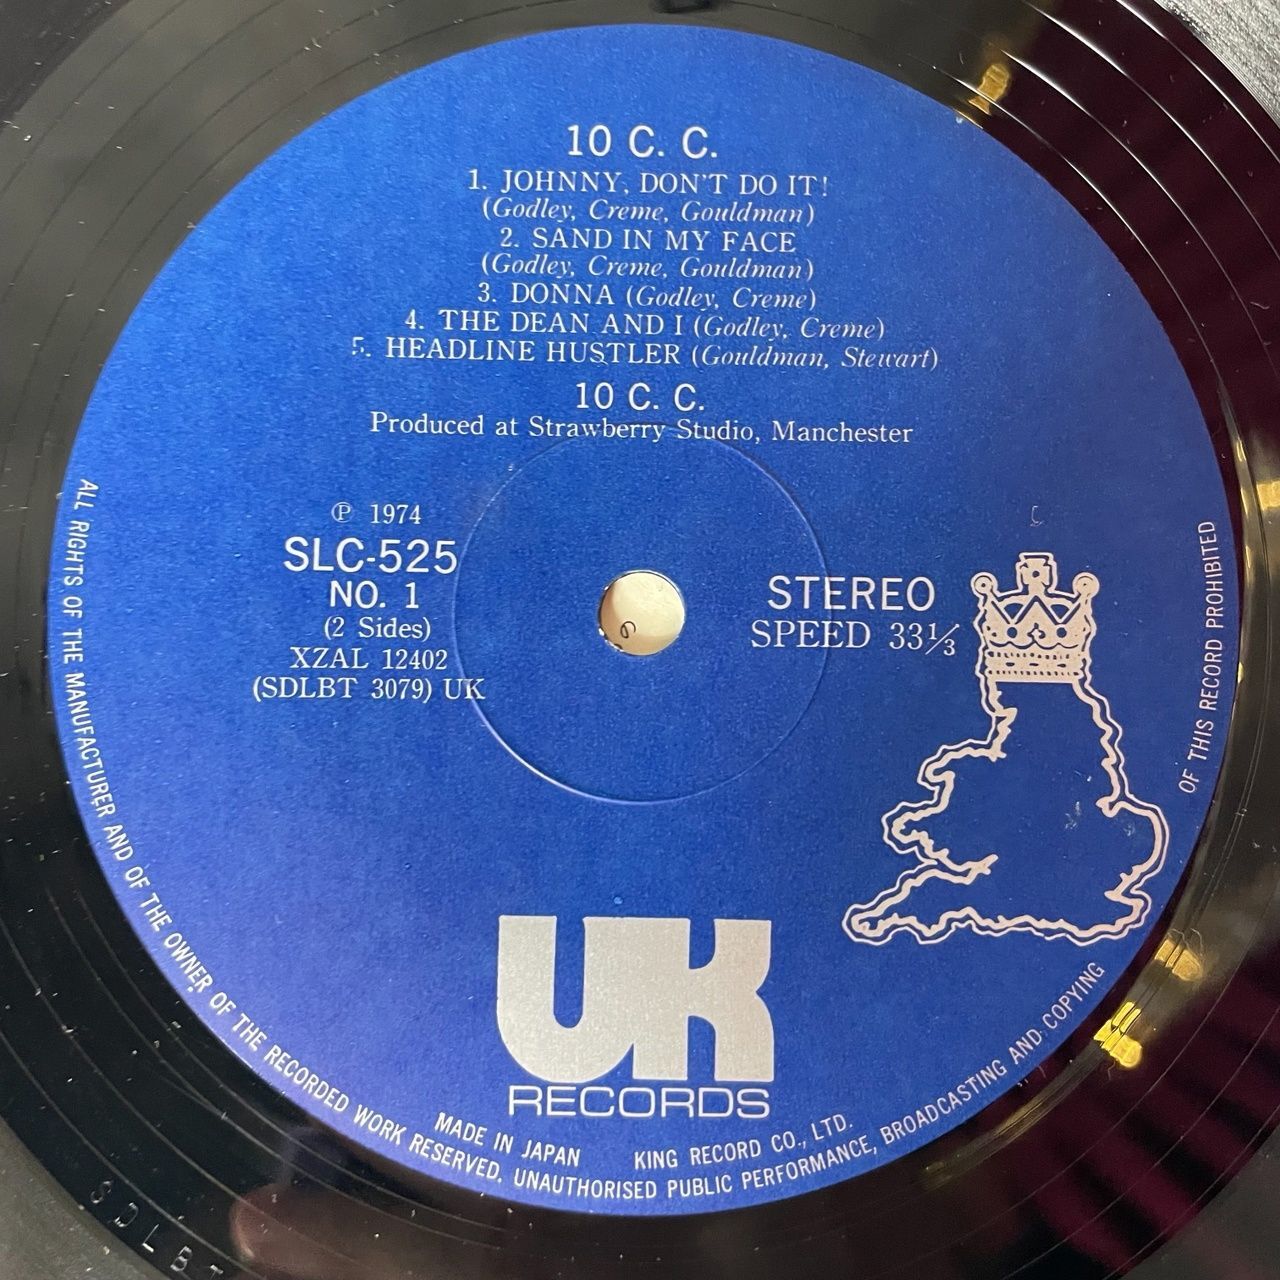 10 C. C.
1. JOHNNY, DON'T DO IT!
(Godley, Creme, Gouldman)
2. SAND IN MY FACE
(Godley, Creme, Gouldman)
3. DONNA (Godley, Creme)
4. THE DEAN AND I (Godley, Creme)
5. HEADLINE HUSTLER (Gouldman, Stewart)
10 C. C.
Produced at Strawberry Studio, Manchester
℗ 1974
SLC-525
NO. 1
(2 Sides)
XZAL 12402
(SDLBT 3079) UK
STEREO
SPEED 33⅓
UK
RECORDS
MADE IN JAPAN KING RECORD CO., LTD.
ALL RIGHTS OF THE MANUFACTURER AND OF THE OWNER OF THE RECORDED WORK RESERVED. UNAUTHORISED PUBLIC PERFORMANCE, BROADCASTING AND COPYING OF THIS RECORD PROHIBITED
SDLBT